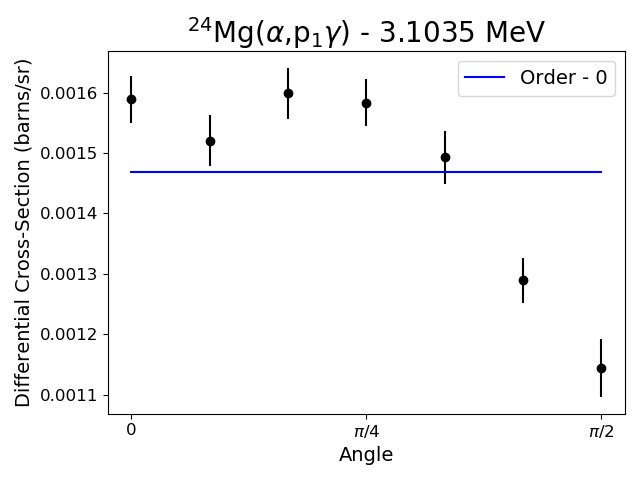 ²⁴Mg(α,p₁γ) - 3.1035 MeV
Order - 0
Differential Cross-Section (barns/sr)
0.0016
0.0015
0.0014
0.0013
0.0012
0.0011
0
π/4
π/2
Angle